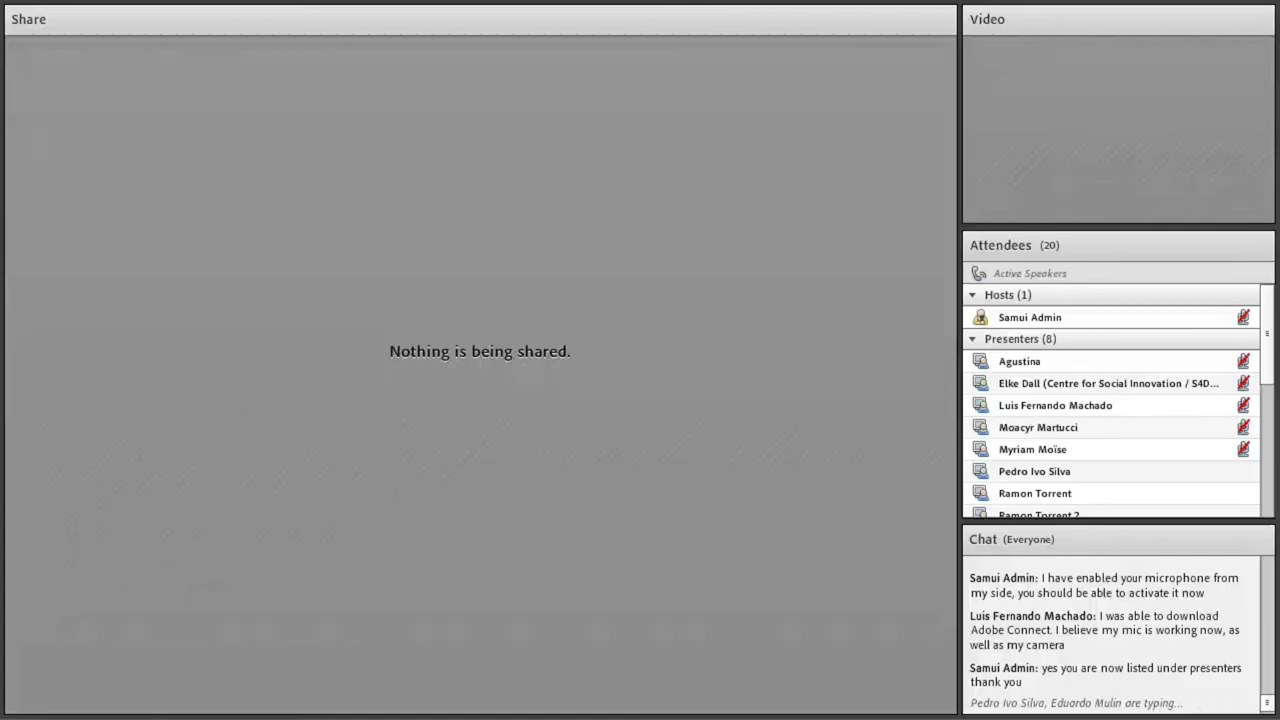 Share
Nothing is being shared.
Video
Attendees (20)
Active Speakers
Hosts (1)
Samui Admin
Presenters (8)
Agustina
Elke Dall (Centre for Social Innovation / S4D...
Luis Fernando Machado
Moacyr Martucci
Myriam Moïse
Pedro Ivo Silva
Ramon Torrent
Ramon Torrent 2
Chat (Everyone)
Samui Admin: I have enabled your microphone from
my side, you should be able to activate it now
Luis Fernando Machado: I was able to download
Adobe Connect. I believe my mic is working now, as
well as my camera
Samui Admin: yes you are now listed under presenters
thank you
Pedro Ivo Silva, Eduardo Mulin are typing...